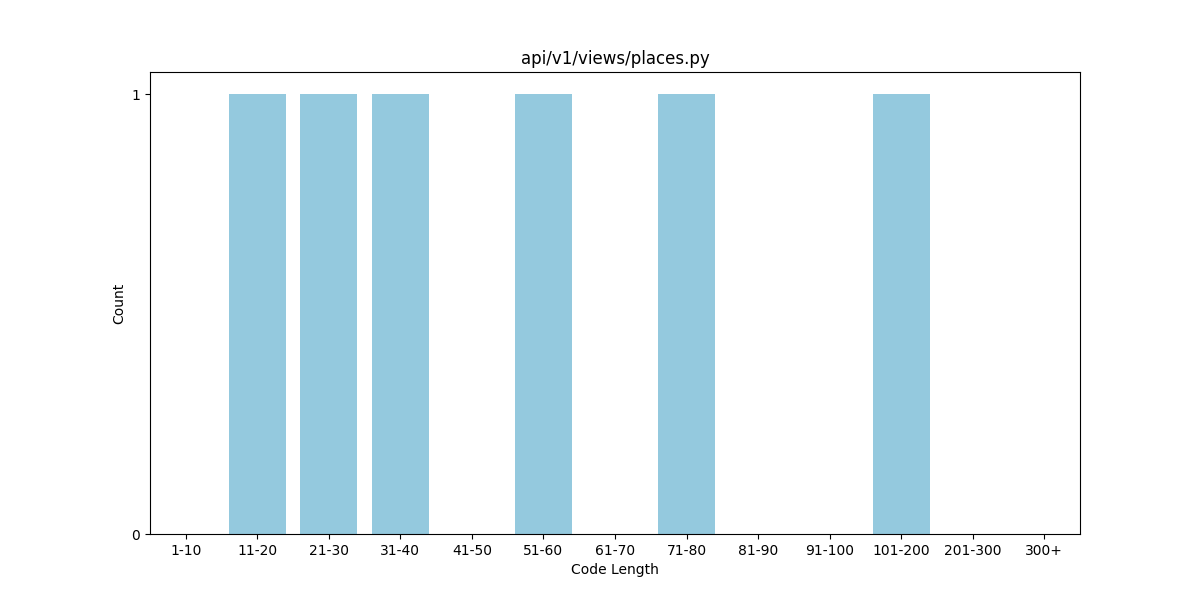 api/v1/views/places.py
1
0
Count
1-10 11-20 21-30 31-40 41-50 51-60 61-70 71-80 81-90 91-100 101-200 201-300 300+
Code Length